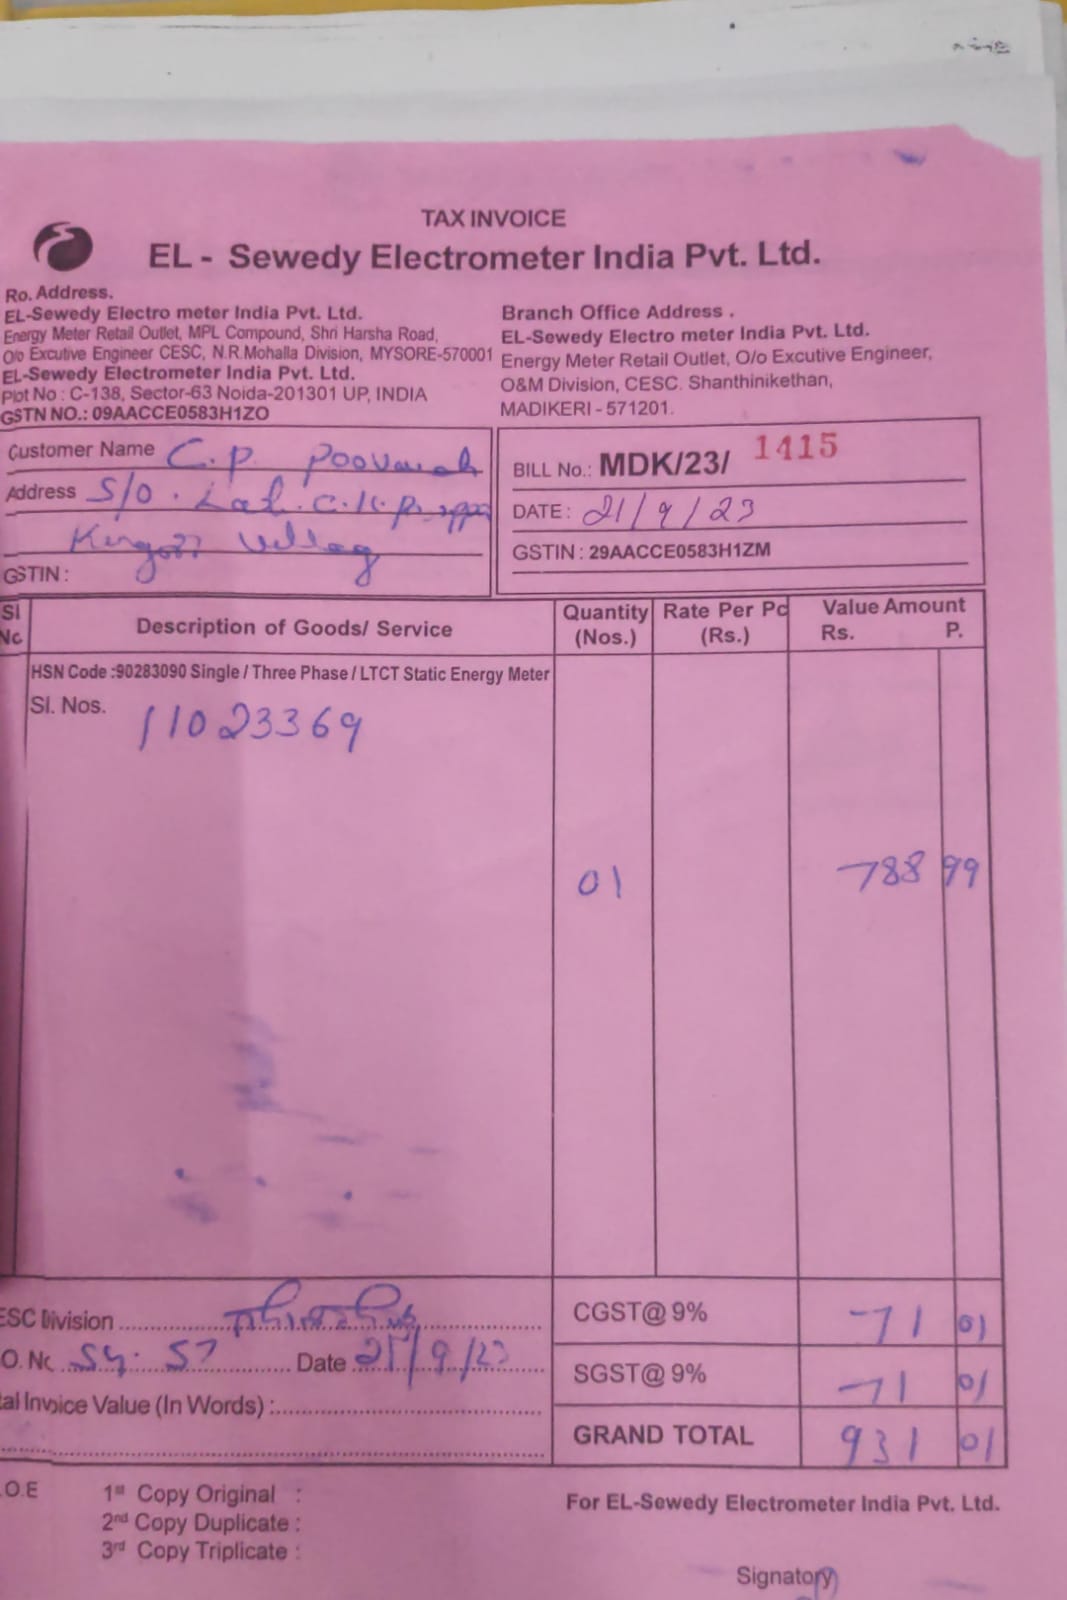 TAX INVOICE
EL - Sewedy Electrometer India Pvt. Ltd.
Ro. Address.
EL-Sewedy Electro meter India Pvt. Ltd.
Energy Meter Retail Outlet, MPL Compound, Shri Harsha Road,
O/o Excutive Engineer CESC, N.R.Mohalla Division, MYSORE-570001
EL-Sewedy Electrometer India Pvt. Ltd.
Plot No : C-138, Sector-63 Noida-201301 UP, INDIA
GSTN NO.: 09AACCE0583H1ZO
Branch Office Address .
EL-Sewedy Electro meter India Pvt. Ltd.
Energy Meter Retail Outlet, O/o Excutive Engineer,
O&M Division, CESC. Shanthinikethan,
MADIKERI - 571201.
Customer Name C.P. Poovaiah
Address S/O. Late. C.K.
GSTIN :
BILL No.: MDK/23/ 1415
DATE : 21/9/23
GSTIN : 29AACCE0583H1ZM
Sl Description of Goods/ Service Quantity Rate Per Pc Value Amount
(Nos.) (Rs.) Rs. P.
HSN Code :90283090 Single / Three Phase / LTCT Static Energy Meter
Sl. Nos. 11023369
01 788 99
ESC Division
CGST@ 9% 71 01
O. Nc 57 Date 21/9/23
SGST@ 9% 71 01
al Invoice Value (In Words) :
GRAND TOTAL 931 01
.O.E 1st Copy Original :
2nd Copy Duplicate :
3rd Copy Triplicate :
For EL-Sewedy Electrometer India Pvt. Ltd.
Signatory